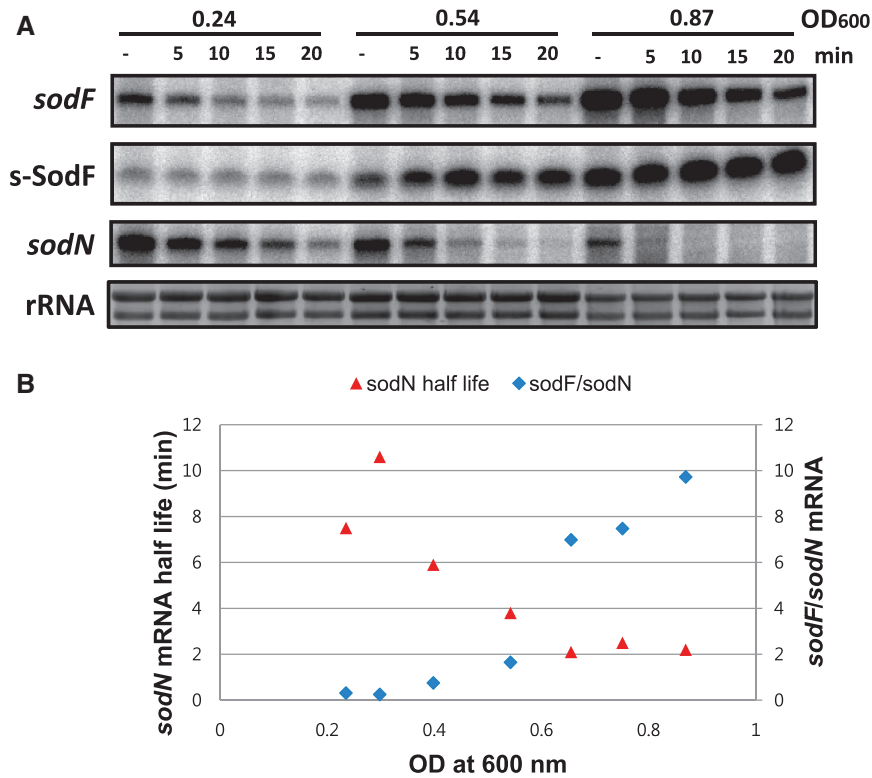 A
0.24 0.54 0.87 OD600
- 5 10 15 20 - 5 10 15 20 - 5 10 15 20 min
sodF
s-SodF
sodN
rRNA
B
sodN half life sodF/sodN
sodN mRNA half life (min)
12 12
10 10
8 8
6 6
4 4
2 2
0 0
sodF/sodN mRNA
0 0.2 0.4 0.6 0.8 1
OD at 600 nm